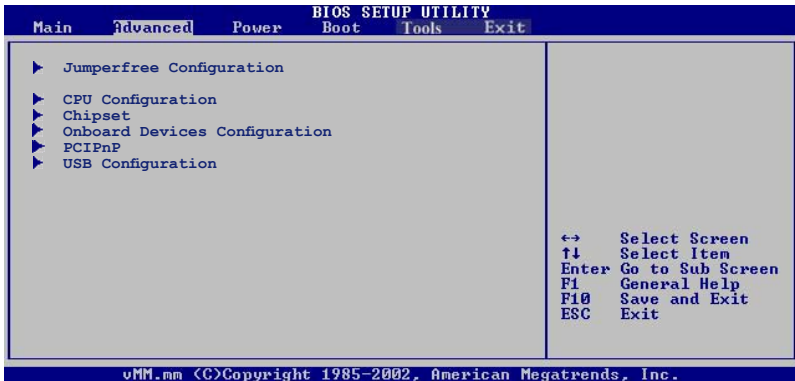 BIOS SETUP UTILITY
Main Advanced Power Boot Tools Exit
Jumperfree Configuration
CPU Configuration
Chipset
Onboard Devices Configuration
PCIPnP
USB Configuration
←→ Select Screen
↑↓ Select Item
Enter Go to Sub Screen
F1 General Help
F10 Save and Exit
ESC Exit
vMM.mm (C)Copyright 1985-2002, American Megatrends, Inc.